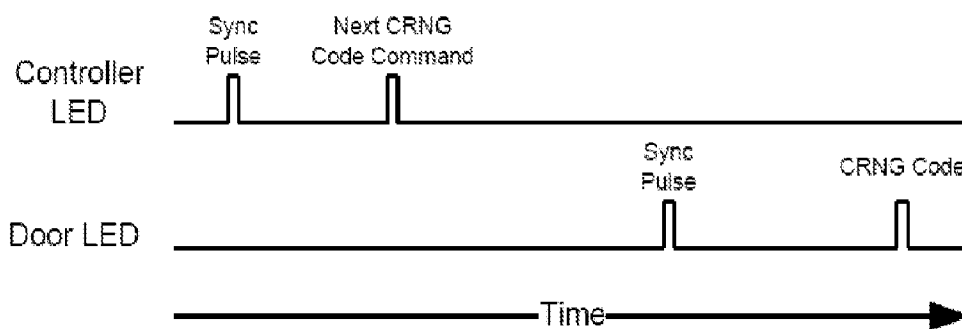 Sync
Pulse
Next CRNG
Code Command
Controller
LED
Sync
Pulse
CRNG Code
Door LED
Time